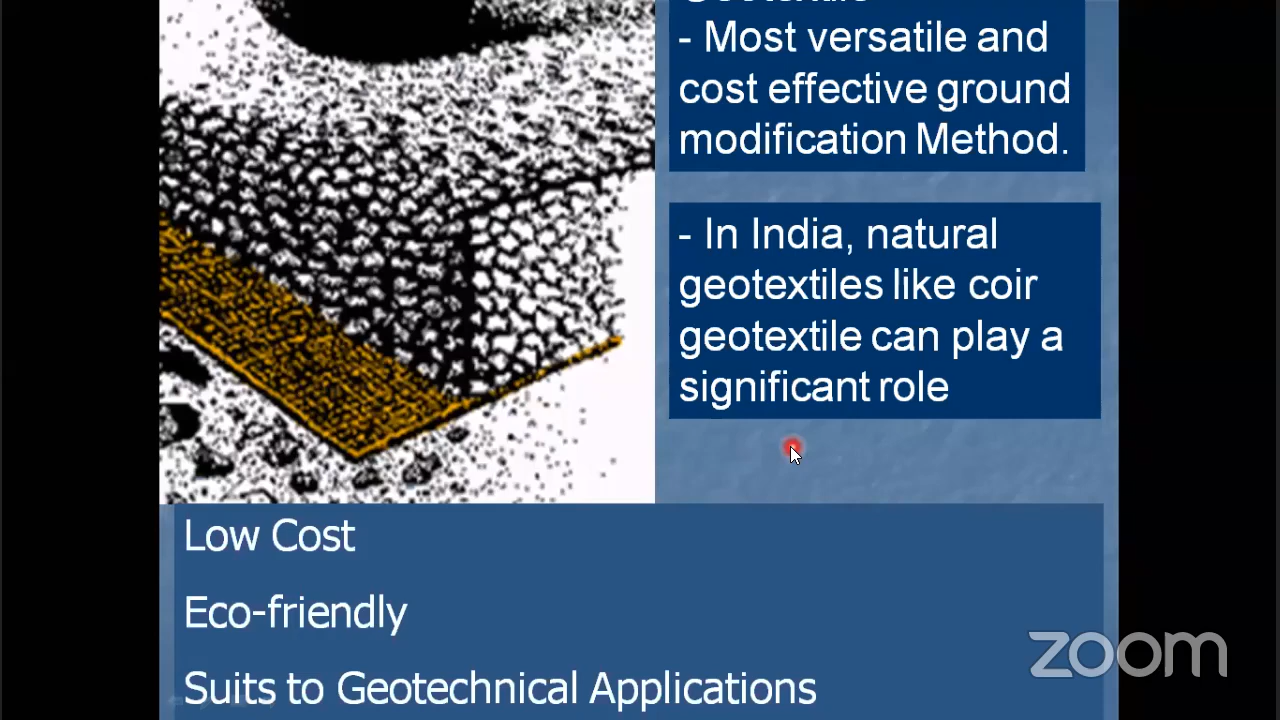 - Most versatile and
cost effective ground
modification Method.
- In India, natural
geotextiles like coir
geotextile can play a
significant role
Low Cost
Eco-friendly
Suits to Geotechnical Applications
zoom